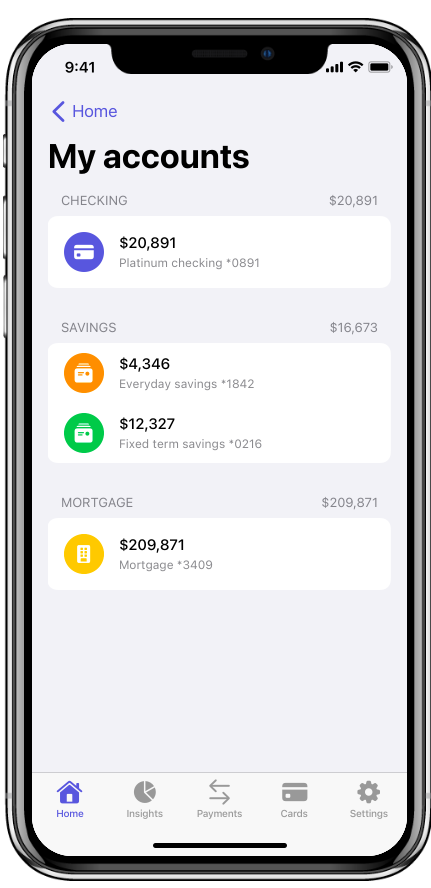 9:41
Home
My accounts
CHECKING $20,891
$20,891
Platinum checking *0891
SAVINGS $16,673
$4,346
Everyday savings *1842
$12,327
Fixed term savings *0216
MORTGAGE $209,871
$209,871
Mortgage *3409
Home Insights Payments Cards Settings